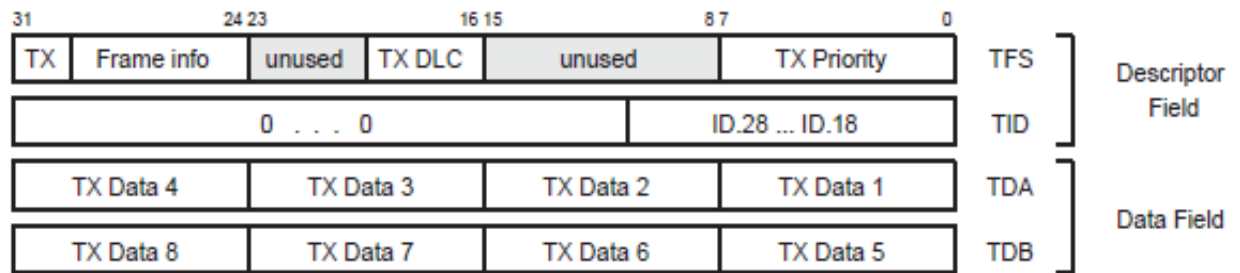 31 24 23 16 15 8 7 0
TX Frame info unused TX DLC unused TX Priority TFS
Descriptor
Field
0 . . . 0 ID.28 ... ID.18 TID
TX Data 4 TX Data 3 TX Data 2 TX Data 1 TDA
Data Field
TX Data 8 TX Data 7 TX Data 6 TX Data 5 TDB